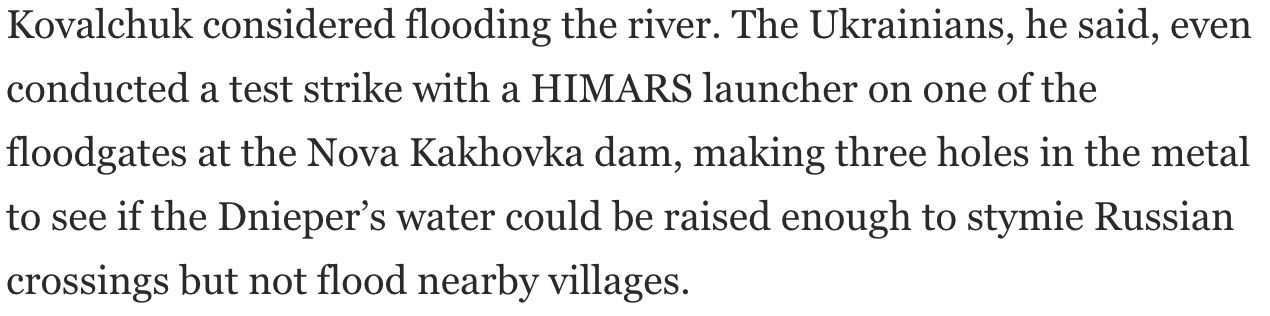 Kovalchuk considered flooding the river. The Ukrainians, he said, even
conducted a test strike with a HIMARS launcher on one of the
floodgates at the Nova Kakhovka dam, making three holes in the metal
to see if the Dnieper’s water could be raised enough to stymie Russian
crossings but not flood nearby villages.